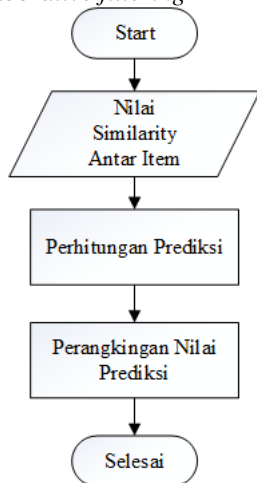 Start
Nilai
Similarity
Antar Item
Perhitungan Prediksi
Perangkingan Nilai
Prediksi
Selesai